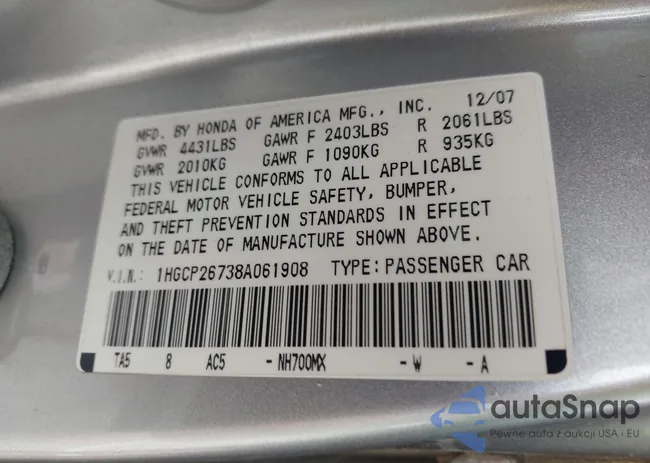 MFD. BY HONDA OF AMERICA MFG., INC. 12/07
GVWR 4431LBS GAWR F 2403LBS R 2061LBS
GVWR 2010KG GAWR F 1090KG R 935KG
THIS VEHICLE CONFORMS TO ALL APPLICABLE
FEDERAL MOTOR VEHICLE SAFETY, BUMPER,
AND THEFT PREVENTION STANDARDS IN EFFECT
ON THE DATE OF MANUFACTURE SHOWN ABOVE.
V.I.N.: 1HGCP26738A061908 TYPE: PASSENGER CAR
TA5 8 AC5 - NH700MX - W - A
autaSnap
Pewne auta z aukcji USA i EU